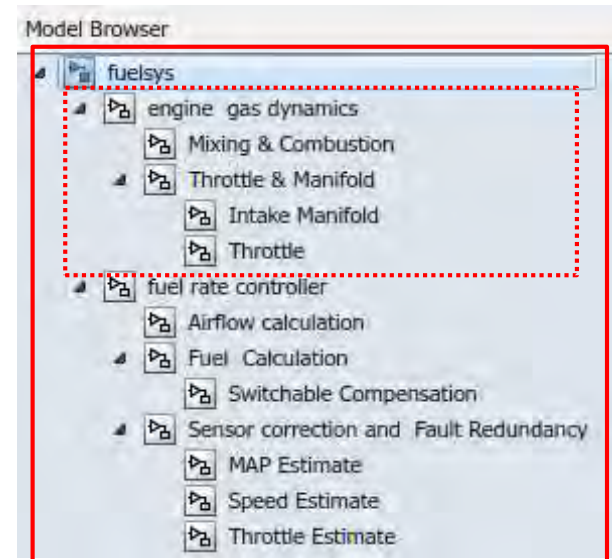 Model Browser
fuelsys
engine gas dynamics
Mixing & Combustion
Throttle & Manifold
Intake Manifold
Throttle
fuel rate controller
Airflow calculation
Fuel Calculation
Switchable Compensation
Sensor correction and Fault Redundancy
MAP Estimate
Speed Estimate
Throttle Estimate